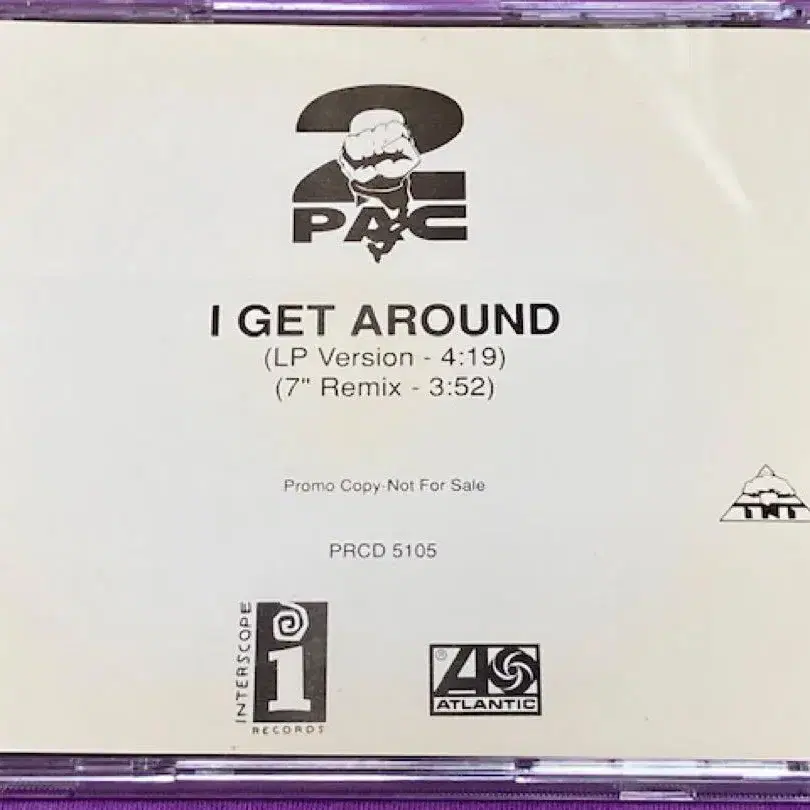 2
PAC
I GET AROUND
(LP Version - 4:19)
(7" Remix - 3:52)
Promo Copy-Not For Sale
TNT
PRCD 5105
INTERSCOPE
i
RECORDS
A
®
ATLANTIC